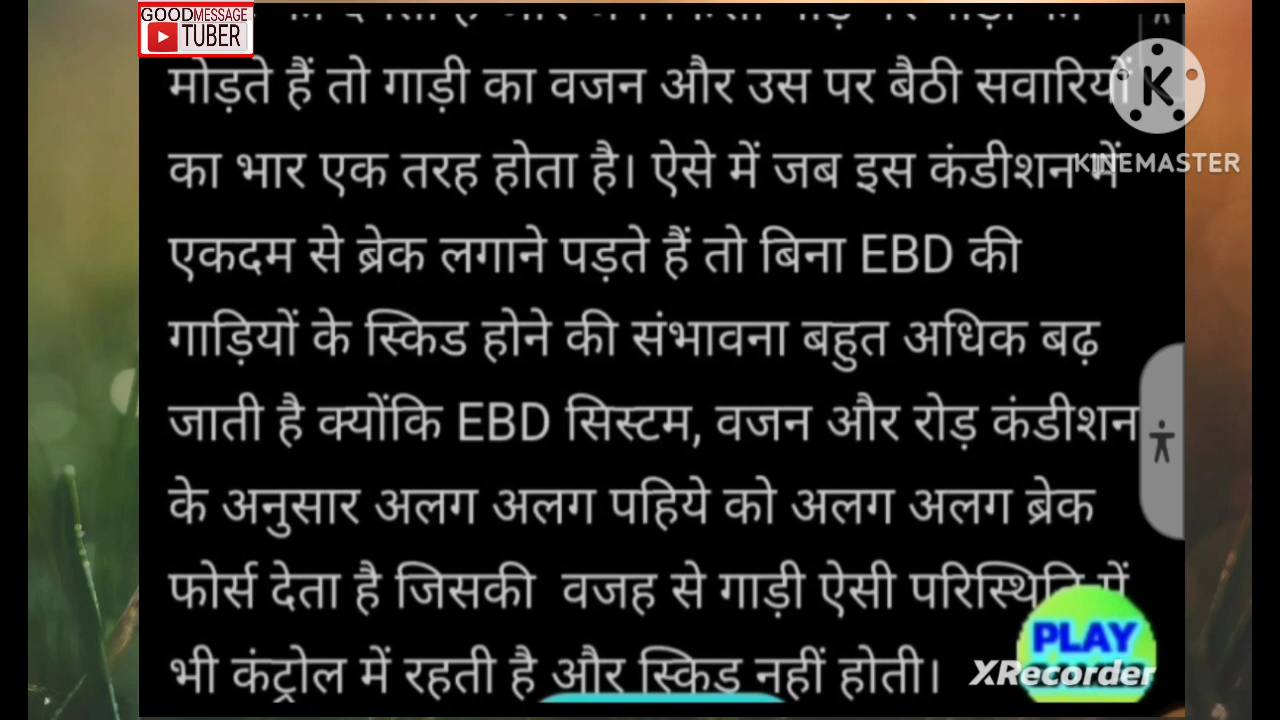 GOODMESSAGE
TUBER
मोड़ते हैं तो गाड़ी का वजन और उस पर बैठी सवारियों
का भार एक तरह होता है। ऐसे में जब इस कंडीशन में
KINEMASTER
एकदम से ब्रेक लगाने पड़ते हैं तो बिना EBD की
गाड़ियों के स्किड होने की संभावना बहुत अधिक बढ़
जाती है क्योंकि EBD सिस्टम, वजन और रोड़ कंडीशन
के अनुसार अलग अलग पहिये को अलग अलग ब्रेक
फोर्स देता है जिसकी वजह से गाड़ी ऐसी परिस्थिति में
भी कंट्रोल में रहती है और स्किड नहीं होती।
PLAY
XRecorder